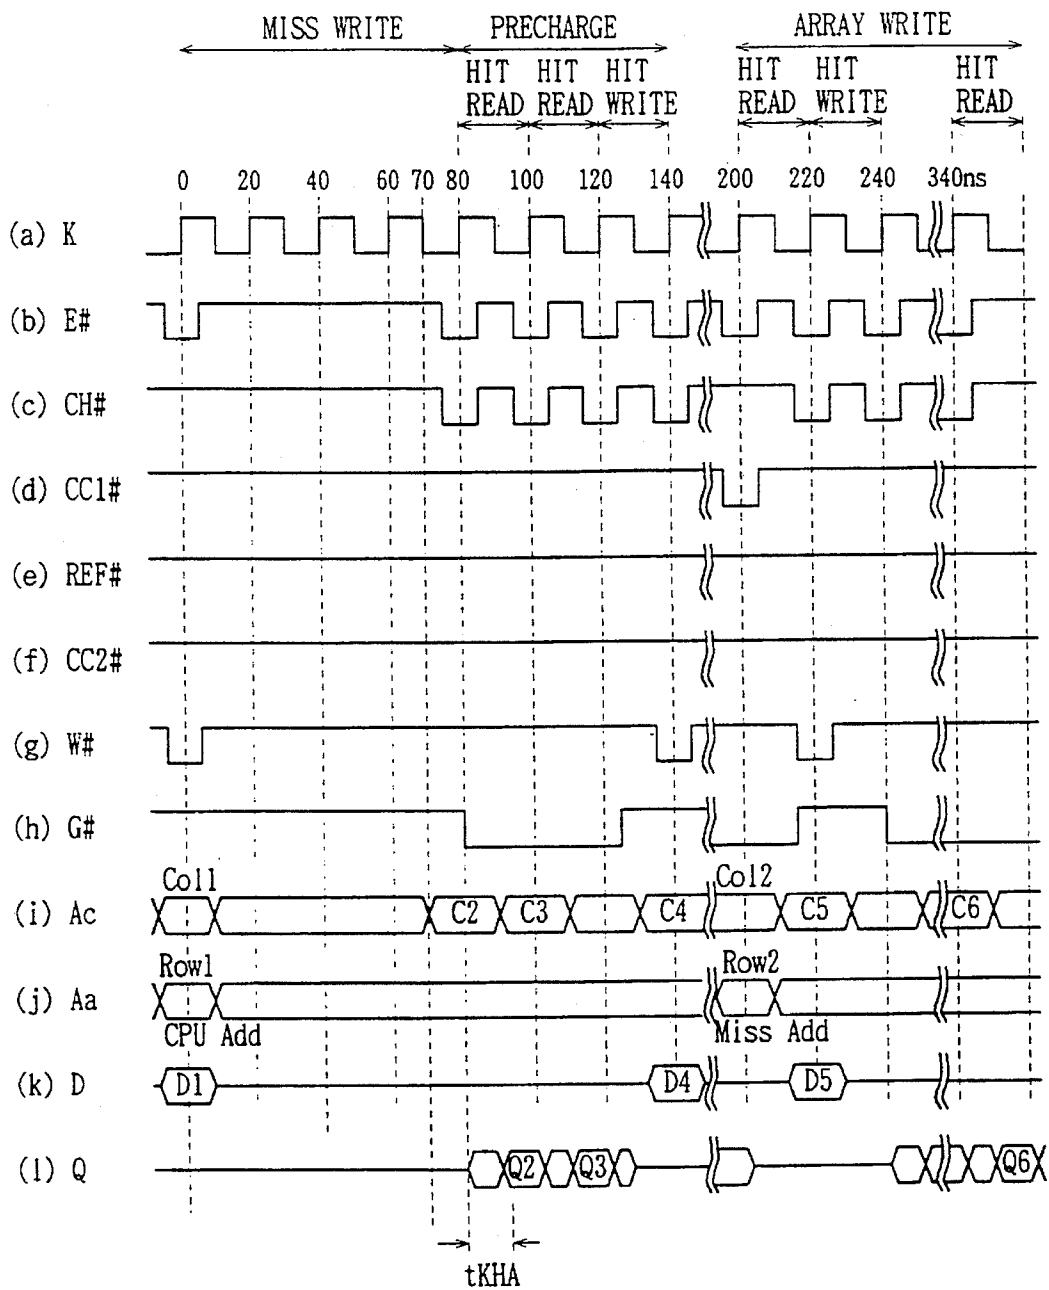 MISS WRITE PRECHARGE ARRAY WRITE
HIT HIT HIT HIT HIT HIT
READ READ WRITE READ WRITE READ
0 20 40 60 70 80 100 120 140 200 220 240 340ns
(a) K
(b) E#
(c) CH#
(d) CC1#
(e) REF#
(f) CC2#
(g) W#
(h) G#
Col1 Col2
(i) Ac C2 C3 C4 C5 C6
Row1 Row2
(j) Aa
CPU Add Miss Add
(k) D D1 D4 D5
(l) Q Q2 Q3 Q6
tKHA